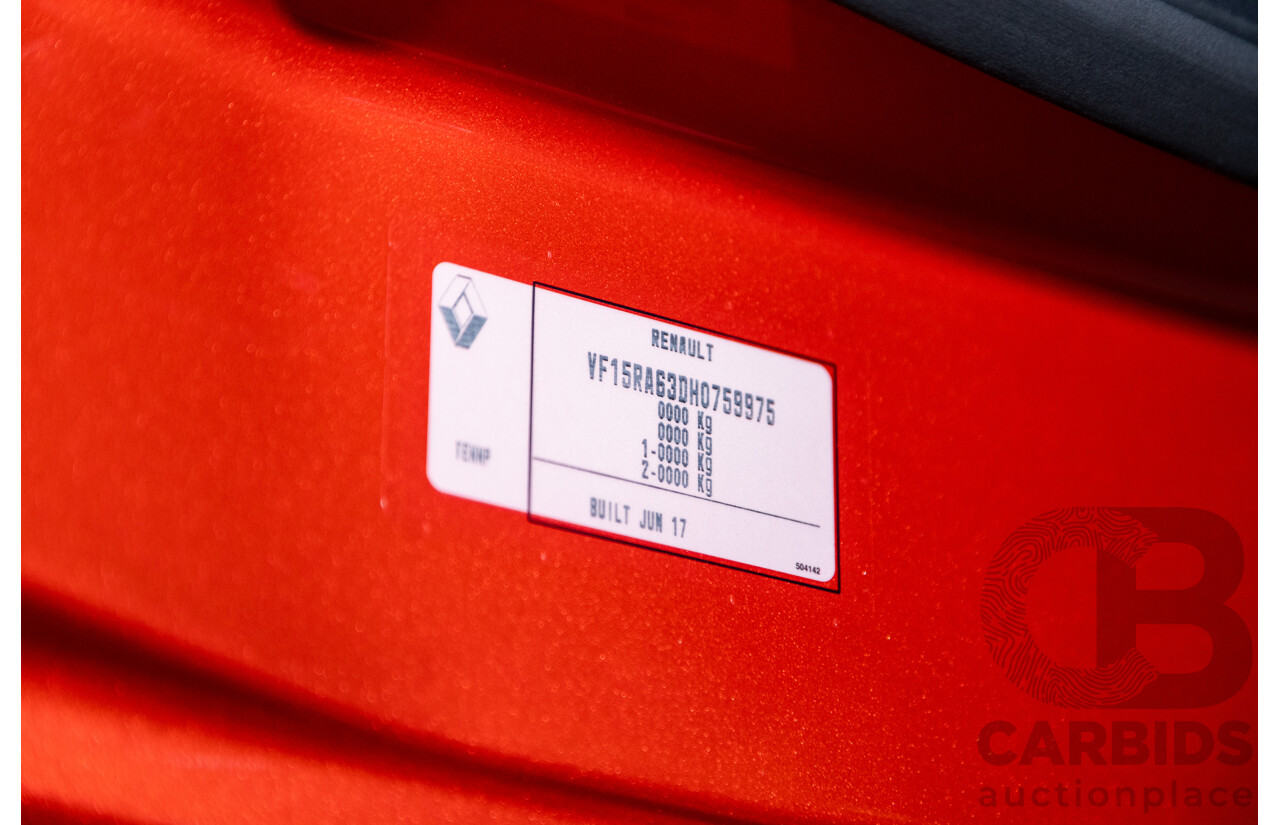 RENAULT
VF15RA63DH0759975
0000 Kg
0000 Kg
1-0000 Kg
2-0000 Kg
TENNP
BUILT JUN 17
504142
CB
CARBIDS
auctionplace